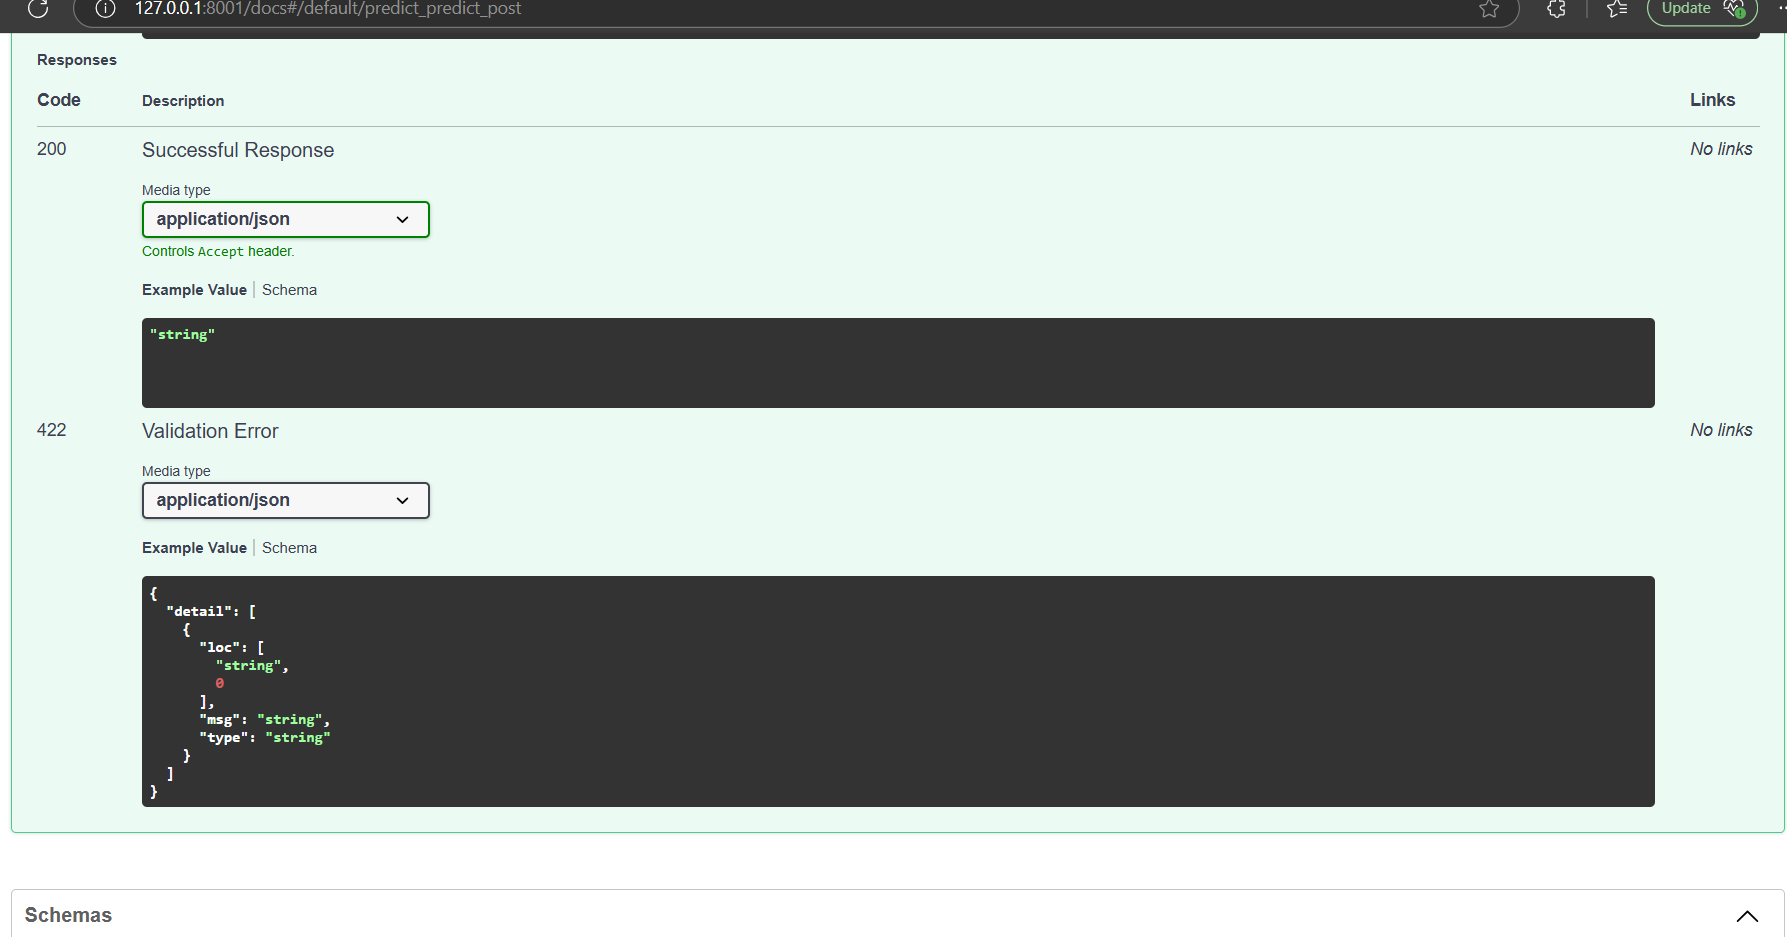 127.0.0.1:8001/docs#/default/predict_predict_post
Update
Responses
Code Description Links
200 Successful Response No links
Media type
application/json
Controls Accept header.
Example Value Schema
"string"
422 Validation Error No links
Media type
application/json
Example Value Schema
{
  "detail": [
    {
      "loc": [
        "string",
        0
      ],
      "msg": "string",
      "type": "string"
    }
  ]
}
Schemas